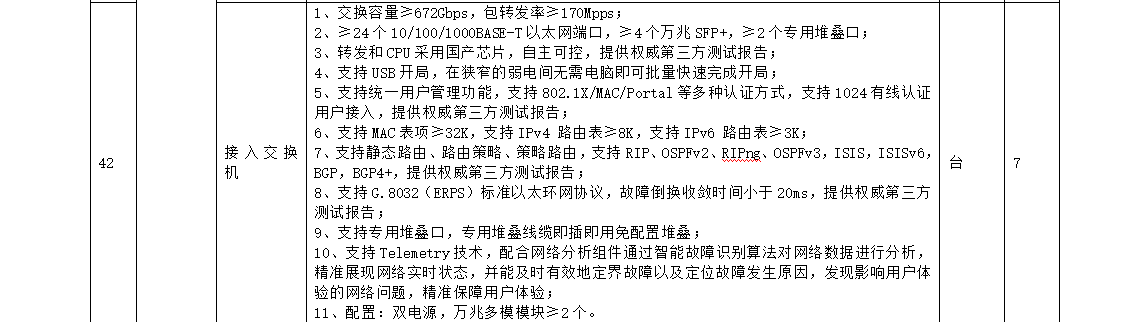 1、交换容量≥672Gbps，包转发率≥170Mpps；
2、≥24个10/100/1000BASE-T以太网端口，≥4个万兆SFP+，≥2个专用堆叠口；
3、转发和CPU采用国产芯片，自主可控，提供权威第三方测试报告；
4、支持USB开局，在狭窄的弱电间无需电脑即可批量快速完成开局；
5、支持统一用户管理功能，支持802.1X/MAC/Portal等多种认证方式，支持1024有线认证
用户接入，提供权威第三方测试报告；
6、支持MAC表项≥32K，支持IPv4 路由表≥8K，支持IPv6 路由表≥3K；
42
接入交换
机
7、支持静态路由、路由策略、策略路由，支持RIP、OSPFv2、RIPng、OSPFv3，ISIS，ISISv6，
BGP，BGP4+，提供权威第三方测试报告；
台
7
8、支持G.8032（ERPS）标准以太环网协议，故障倒换收敛时间小于20ms，提供权威第三方
测试报告；
9、支持专用堆叠口，专用堆叠线缆即插即用免配置堆叠；
10、支持Telemetry技术，配合网络分析组件通过智能故障识别算法对网络数据进行分析，
精准展现网络实时状态，并能及时有效地定界故障以及定位故障发生原因，发现影响用户体
验的网络问题，精准保障用户体验；
11、配置：双电源，万兆多模模块≥2个。